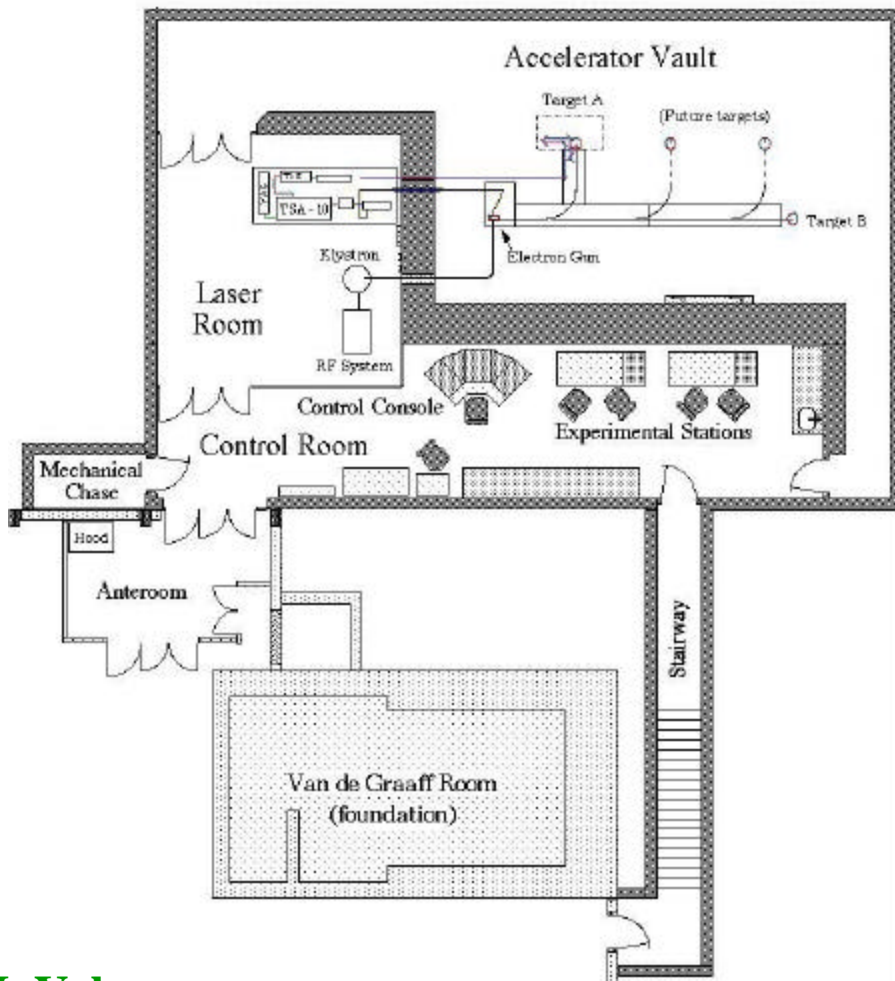 Accelerator Vault
Target A
(Future targets)
TSA - 10
Target B
Electron Gun
Klystron
Laser
Room
RF System
Control Console
Experimental Stations
Control Room
Mechanical
Chase
Hood
Anteroom
Stairway
Van de Graaff Room
(foundation)